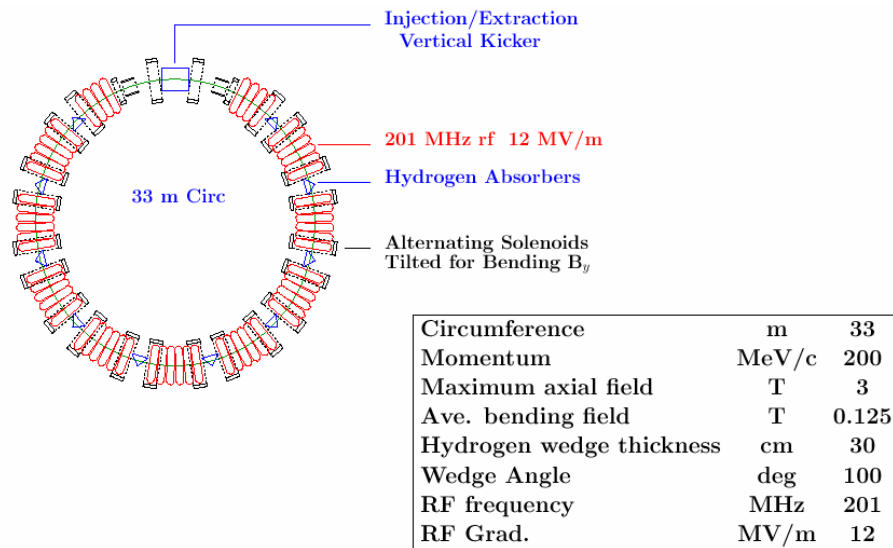 Injection/Extraction
Vertical Kicker
201 MHz rf 12 MV/m
Hydrogen Absorbers
33 m Circ
Alternating Solenoids
Tilted for Bending By
Circumference m 33
Momentum MeV/c 200
Maximum axial field T 3
Ave. bending field T 0.125
Hydrogen wedge thickness cm 30
Wedge Angle deg 100
RF frequency MHz 201
RF Grad. MV/m 12